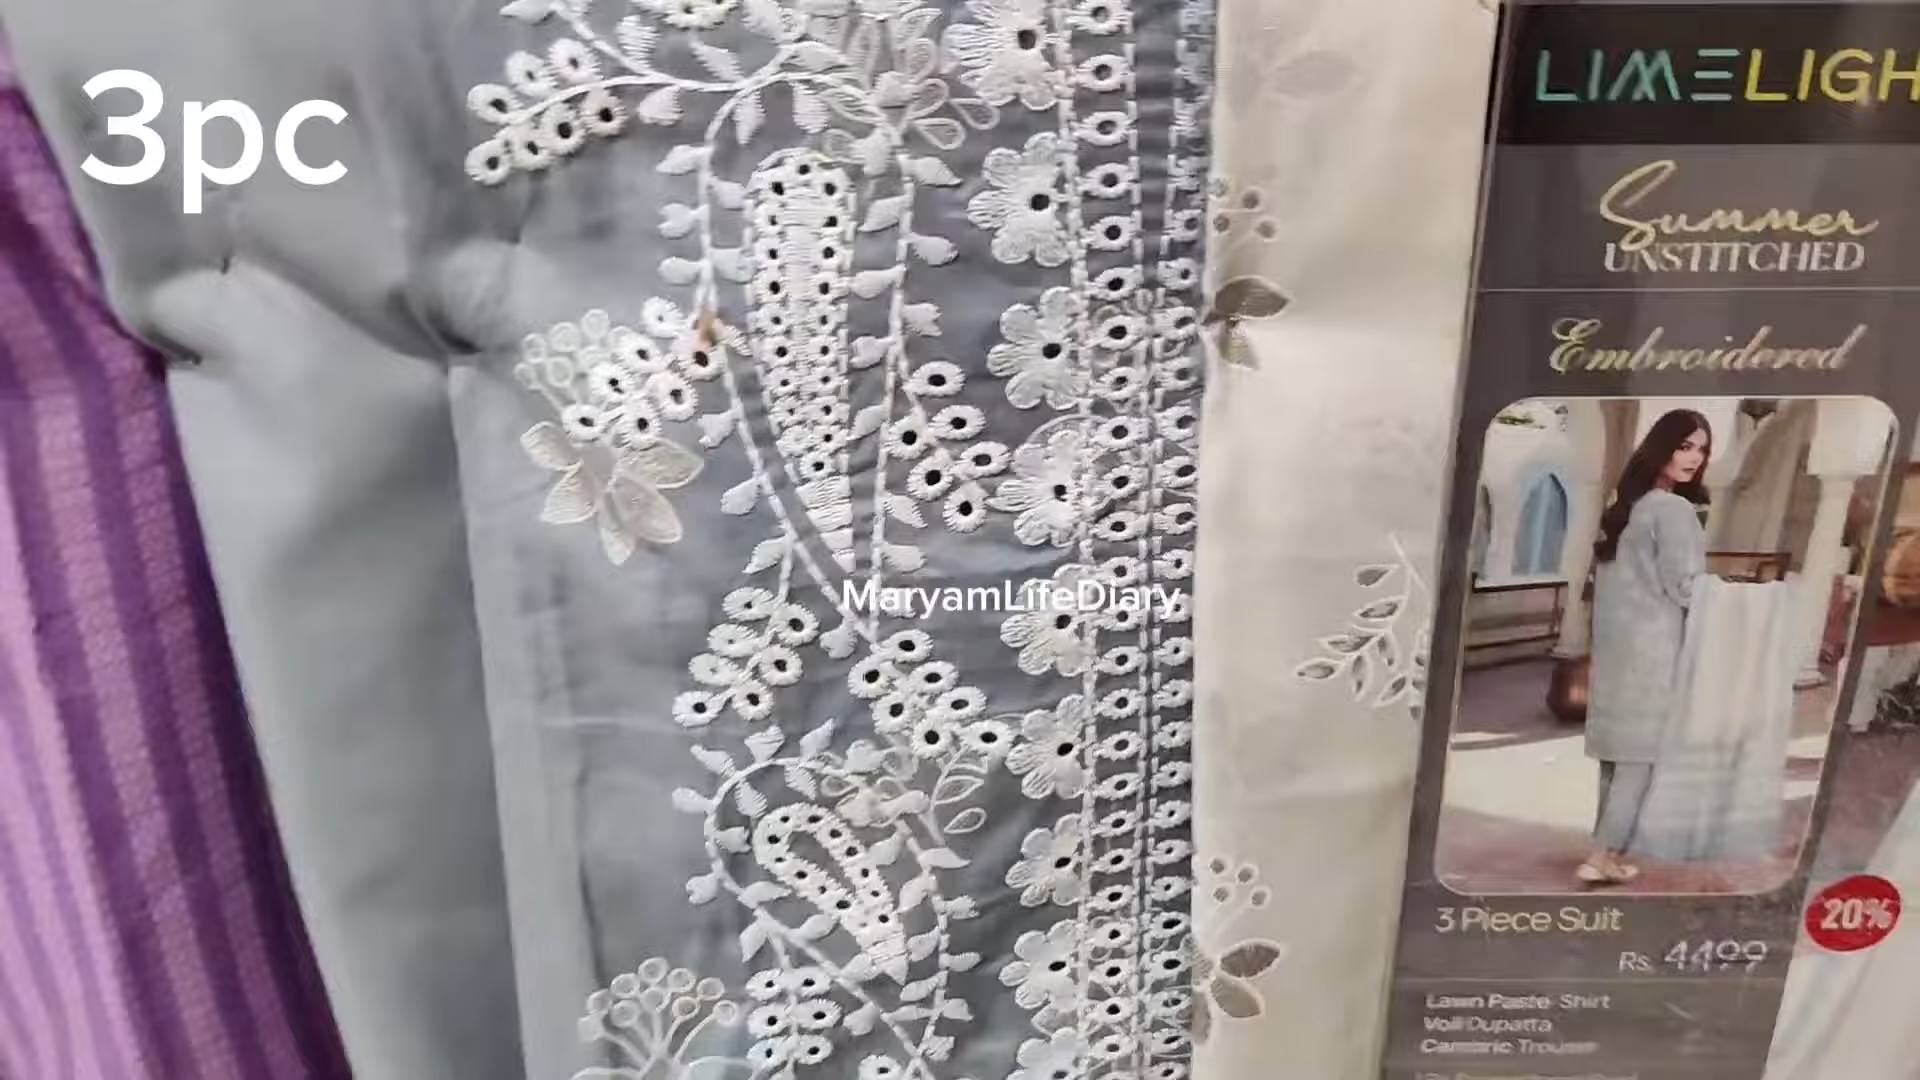 3pc
LIMELIGH
Summer
UNSTITCHED
Embroidered
MaryamLifeDiary
3 Piece Suit
20%
Rs. 4499
Lawn Paste Shirt
Voil Dupatta
Cambric Trouser